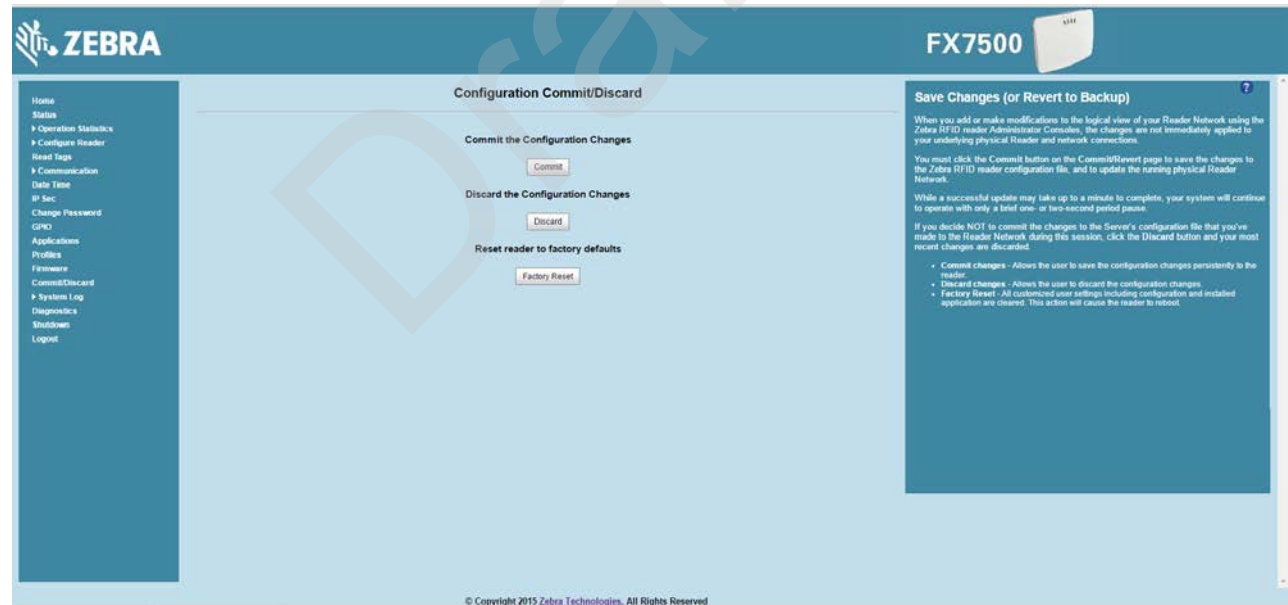 ZEBRA
FX7500
Home
Status
Operation Statistics
Configure Reader
Read Tags
Communication
Date Time
IP Sec
Change Password
GPIO
Applications
Profiles
Firmware
Commit/Discard
System Log
Diagnostics
Shutdown
Logout
Configuration Commit/Discard
Commit the Configuration Changes
Commit
Discard the Configuration Changes
Discard
Reset reader to factory defaults
Factory Reset
?
Save Changes (or Revert to Backup)
When you add or make modifications to the logical view of your Reader Network using the
Zebra RFID reader Administrator Consoles, the changes are not immediately applied to
your underlying physical Reader and network connections.
You must click the Commit button on the Commit/Revert page to save the changes to
the Zebra RFID reader configuration file, and to update the running physical Reader
Network.
While a successful update may take up to a minute to complete, your system will continue
to operate with only a brief one- or two-second period pause.
If you decide NOT to commit the changes to the Server's configuration file that you've
made to the Reader Network during this session, click the Discard button and your most
recent changes are discarded.
• Commit changes - Allows the user to save the configuration changes persistently to the
reader.
• Discard changes - Allows the user to discard the configuration changes.
• Factory Reset - All customized user settings including configuration and installed
application are cleared. This action will cause the reader to reboot.
© Copyright 2015 Zebra Technologies. All Rights Reserved